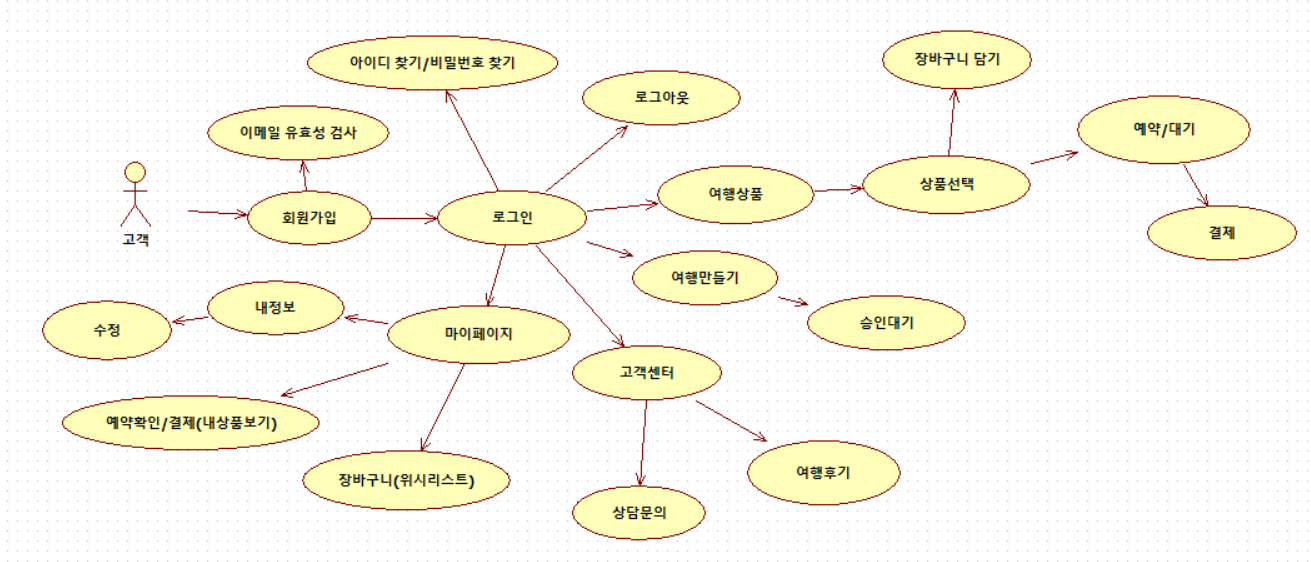 아이디 찾기/비밀번호 찾기
장바구니 담기
로그아웃
이메일 유효성 검사
예약/대기
고객
회원가입
로그인
여행상품
상품선택
결제
여행만들기
승인대기
수정
내정보
마이페이지
고객센터
예약확인/결제(내상품보기)
장바구니(위시리스트)
여행후기
상담문의